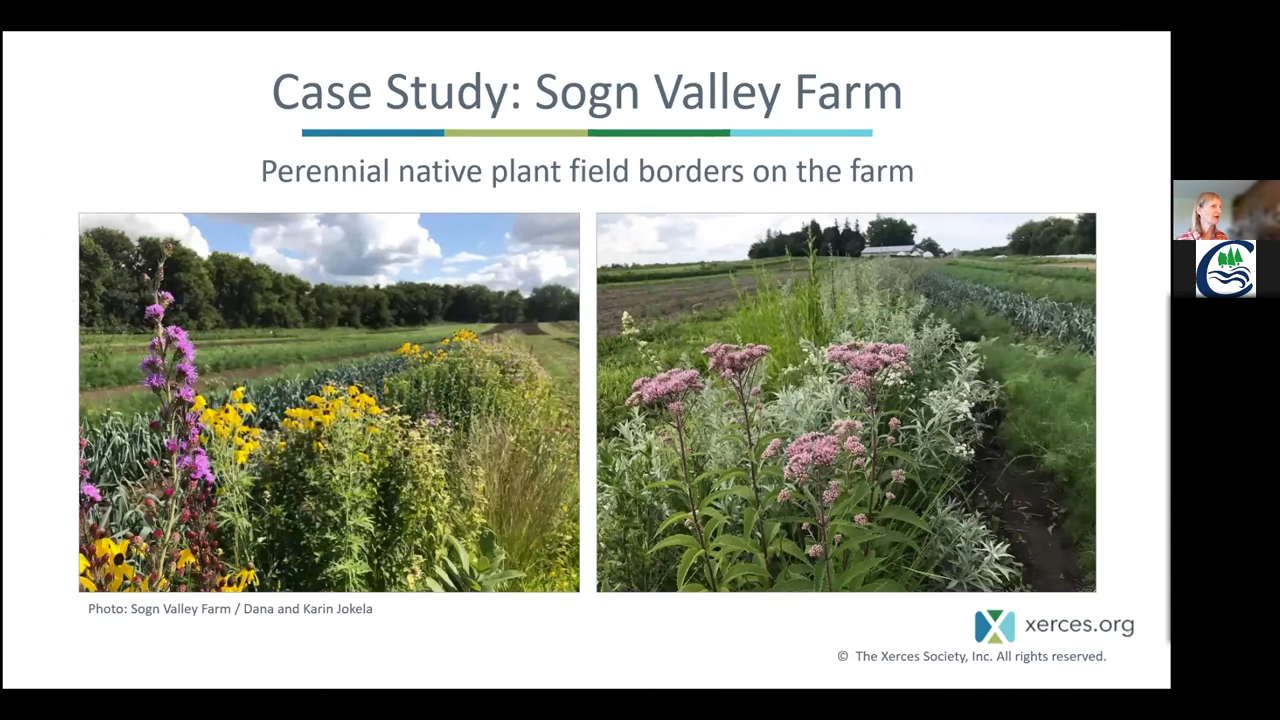 Case Study: Sogn Valley Farm
Perennial native plant field borders on the farm
Photo: Sogn Valley Farm / Dana and Karin Jokela
xerces.org
© The Xerces Society, Inc. All rights reserved.